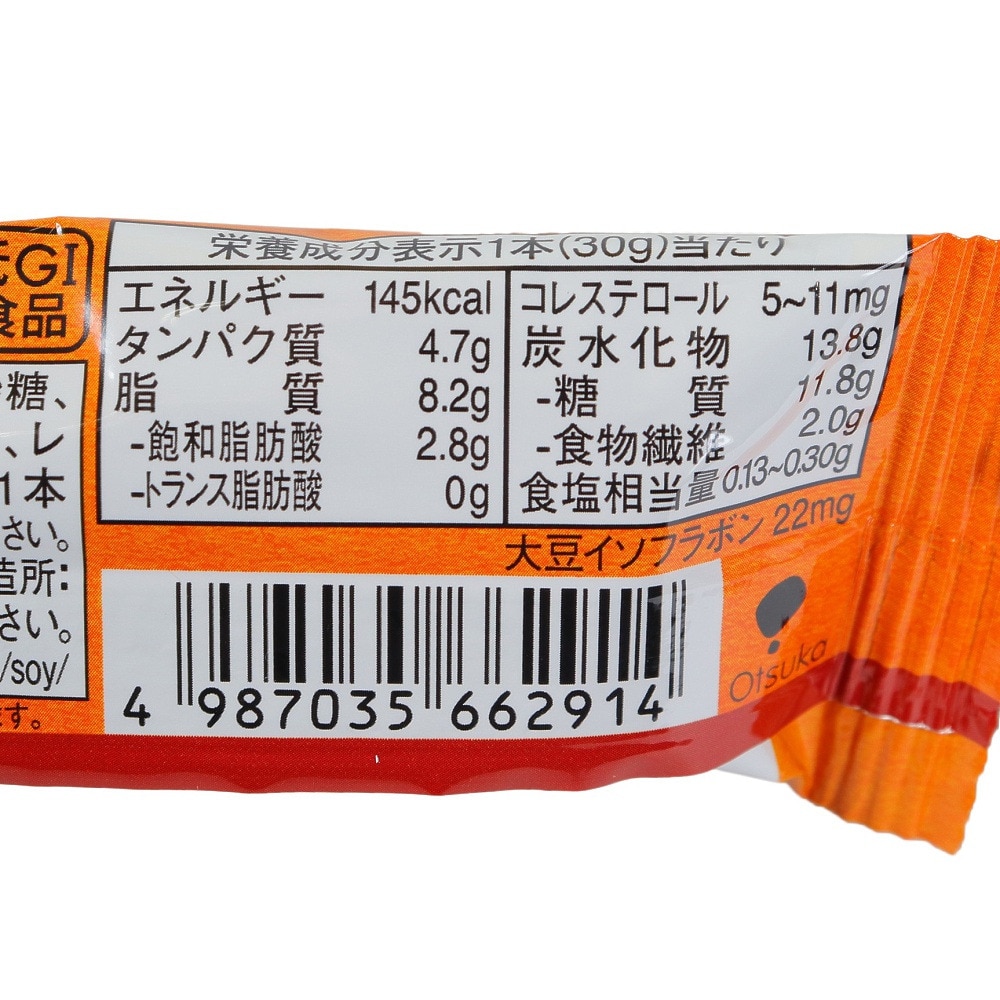 GI
食品
糖、
、レ
1本
さい。
造所:
さい。
/soy/
す。
栄養成分表示1本(30g)当たり
エネルギー 145kcal
タンパク質 4.7g
脂質 8.2g
-飽和脂肪酸 2.8g
-トランス脂肪酸 0g
コレステロール 5~11mg
炭水化物 13.8g
-糖質 11.8g
-食物繊維 2.0g
食塩相当量 0.13~0.30g
大豆イソフラボン 22mg
4 987035 662914
Otsuka